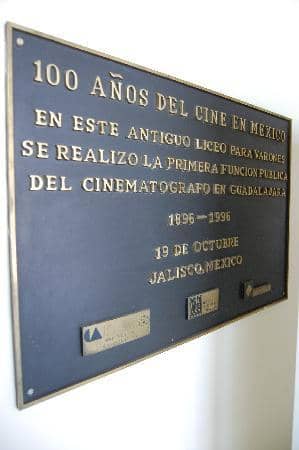 100 AÑOS DEL CINE EN MEXICO
EN ESTE ANTIGUO LICEO PARA VARONES
SE REALIZO LA PRIMERA FUNCION PUBLICA
DEL CINEMATOGRAFO EN GUADALAJARA
1896-1996
19 DE OCTUBRE
JALISCO, MEXICO